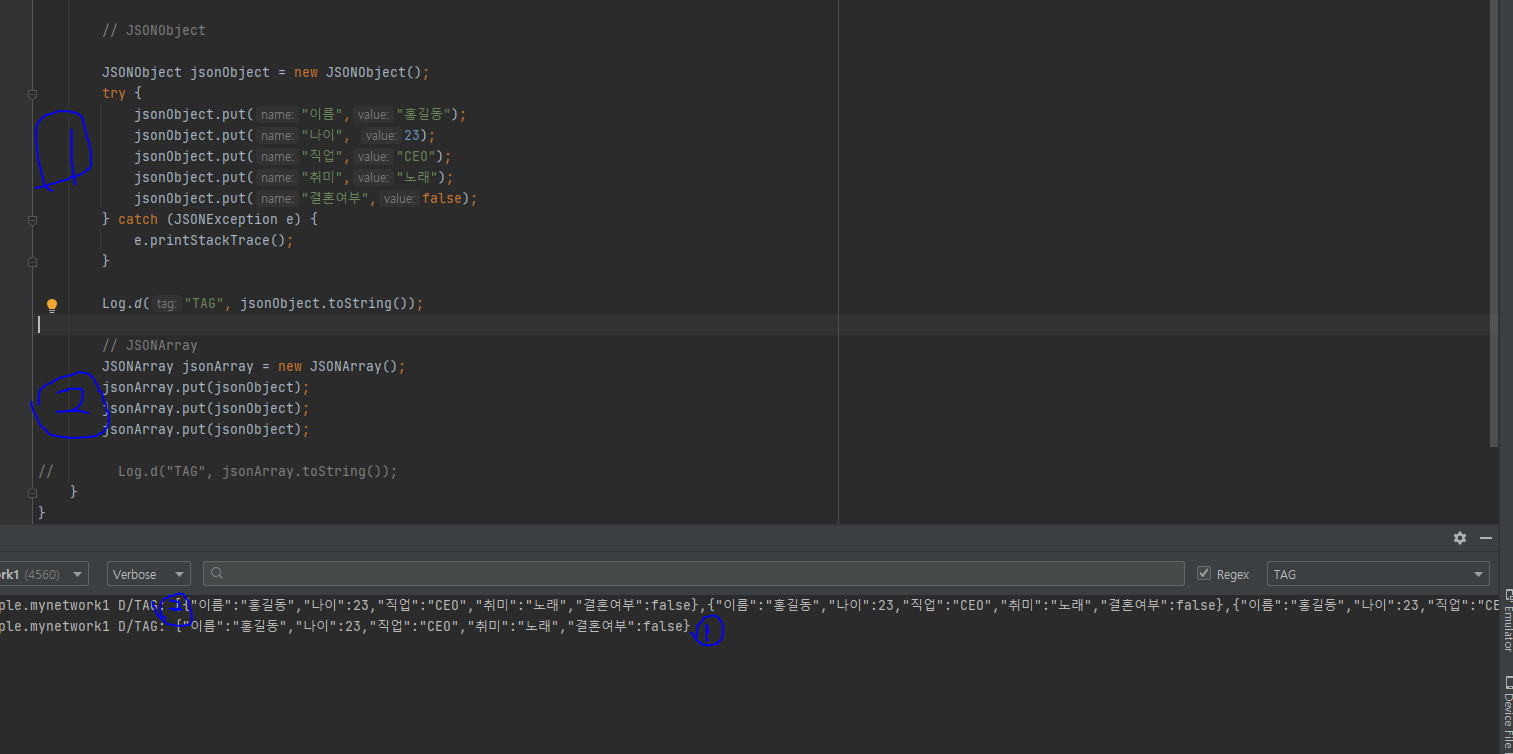 // JSONObject
JSONObject jsonObject = new JSONObject();
try {
jsonObject.put( name: "이름", value: "홍길동");
jsonObject.put( name: "나이", value: 23);
jsonObject.put( name: "직업", value: "CEO");
jsonObject.put( name: "취미", value: "노래");
jsonObject.put( name: "결혼여부", value: false);
} catch (JSONException e) {
e.printStackTrace();
}
1
Log.d( tag: "TAG", jsonObject.toString());
// JSONArray
JSONArray jsonArray = new JSONArray();
jsonArray.put(jsonObject);
jsonArray.put(jsonObject);
jsonArray.put(jsonObject);
2
// Log.d("TAG", jsonArray.toString());
}
}
rk1 (4560) Verbose Regex TAG
ple.mynetwork1 D/TAG: [{"이름":"홍길동","나이":23,"직업":"CEO","취미":"노래","결혼여부":false},{"이름":"홍길동","나이":23,"직업":"CEO","취미":"노래","결혼여부":false},{"이름":"홍길동","나이":23,"직업":"CE
ple.mynetwork1 D/TAG: {"이름":"홍길동","나이":23,"직업":"CEO","취미":"노래","결혼여부":false}
1
Emulator
Device File